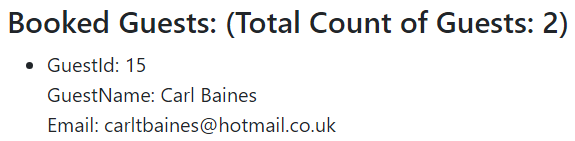 Booked Guests: (Total Count of Guests: 2)
• GuestId: 15
GuestName: Carl Baines
Email: carltbaines@hotmail.co.uk